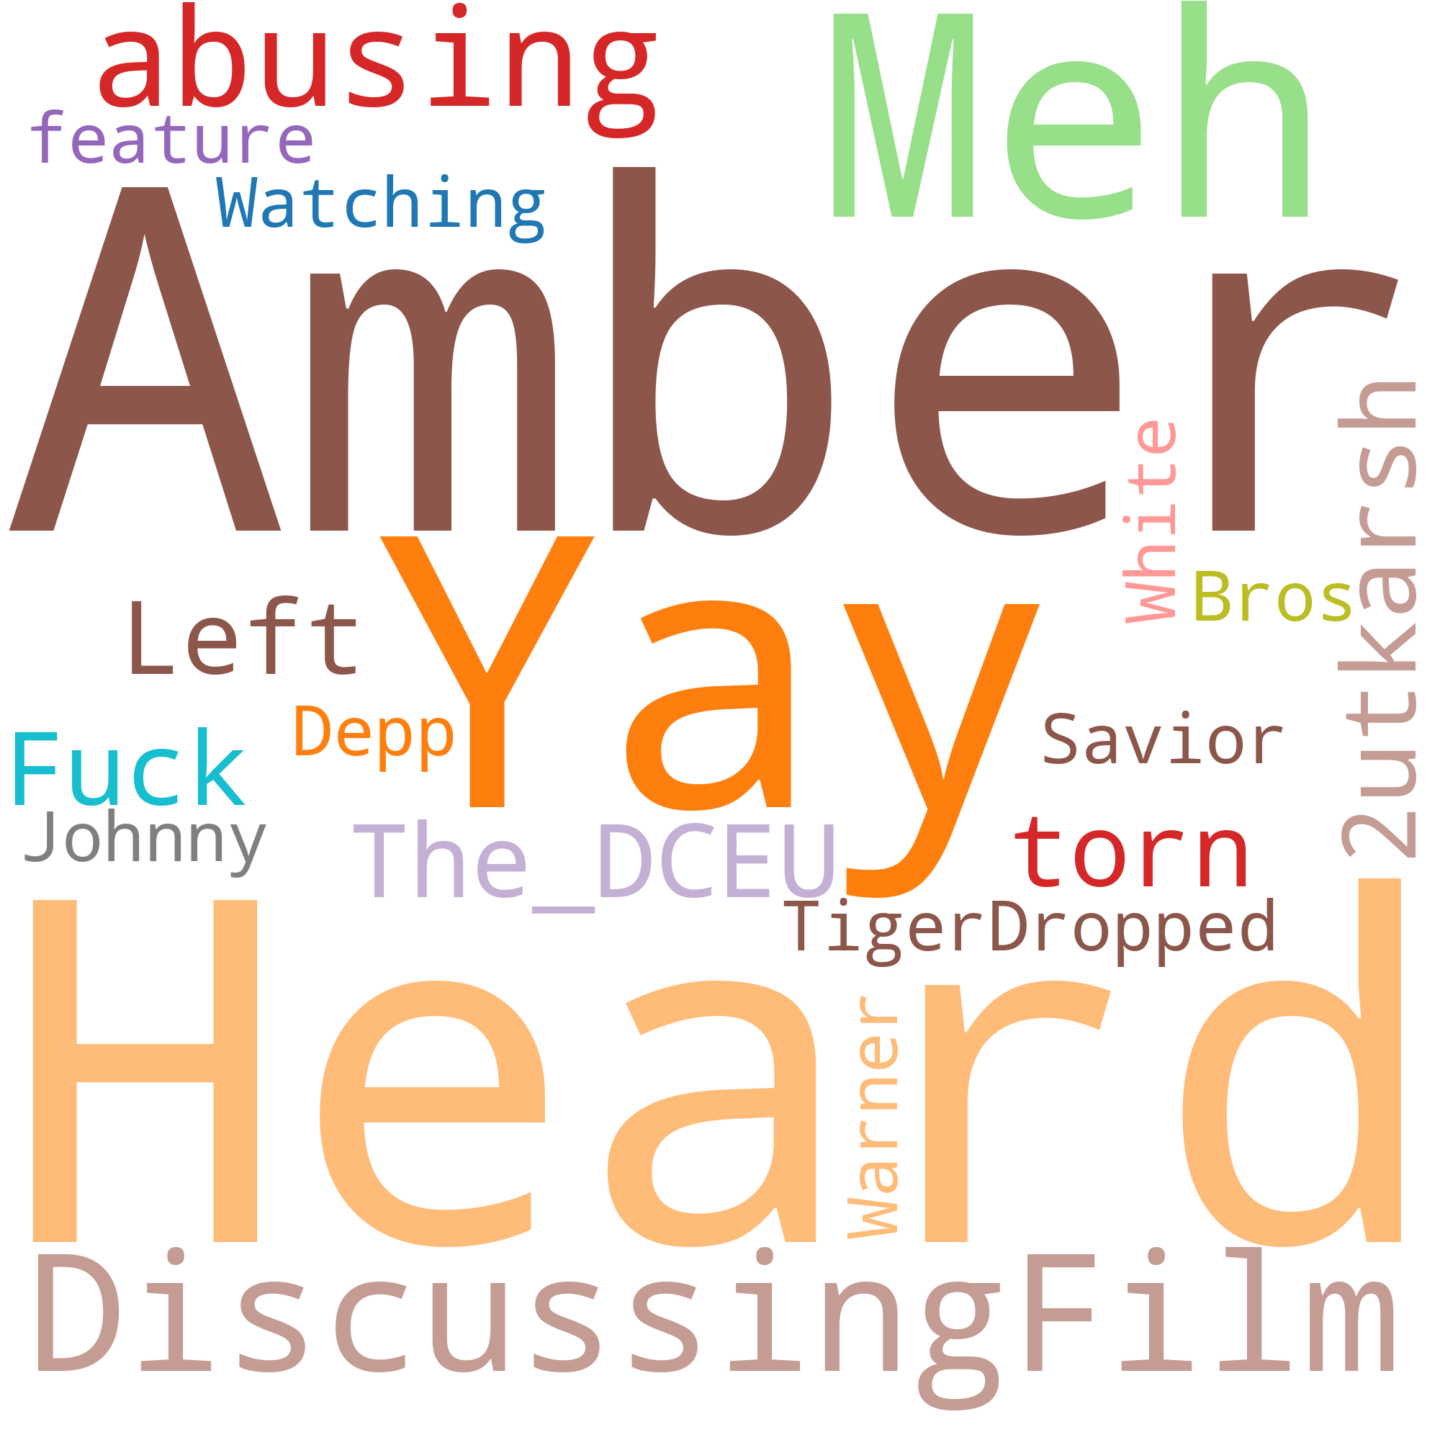 abusing
Meh
feature
Watching
Amber
White
2utkarsh
Yay
Bros
Left
Depp
Savior
Fuck
Johnny
The_DCEU
torn
TigerDropped
Heard
Warner
DiscussingFilm